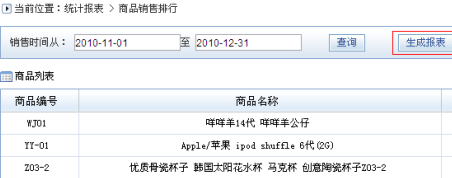 当前位置：统计报表 > 商品销售排行
销售时间从： 2010-11-01 至 2010-12-31 查询 生成报表
商品列表
商品编号 商品名称
WJ01 咩咩羊14代 咩咩羊公仔
YY-01 Apple/苹果 ipod shuffle 6代(2G)
Z03-2 优质骨瓷杯子 韩国太阳花水杯 马克杯 创意陶瓷杯子Z03-2